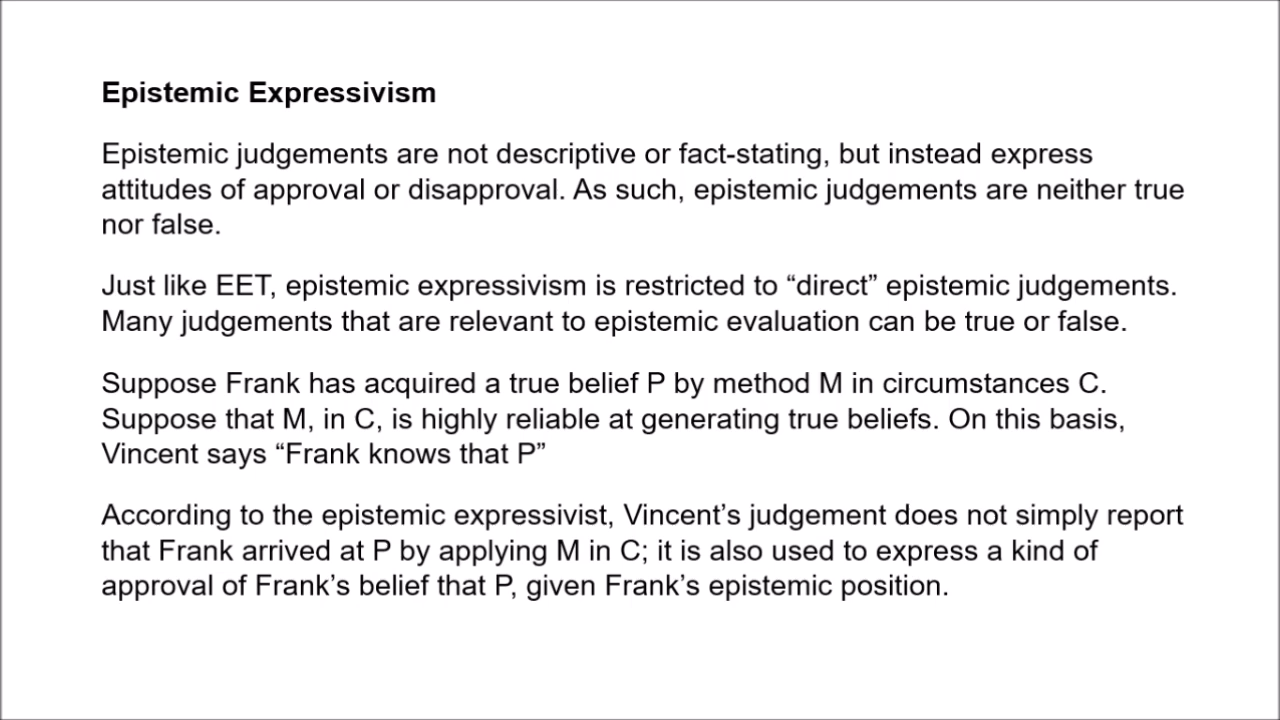 Epistemic Expressivism
Epistemic judgements are not descriptive or fact-stating, but instead express
attitudes of approval or disapproval. As such, epistemic judgements are neither true
nor false.
Just like EET, epistemic expressivism is restricted to “direct” epistemic judgements.
Many judgements that are relevant to epistemic evaluation can be true or false.
Suppose Frank has acquired a true belief P by method M in circumstances C.
Suppose that M, in C, is highly reliable at generating true beliefs. On this basis,
Vincent says “Frank knows that P”
According to the epistemic expressivist, Vincent’s judgement does not simply report
that Frank arrived at P by applying M in C; it is also used to express a kind of
approval of Frank’s belief that P, given Frank’s epistemic position.